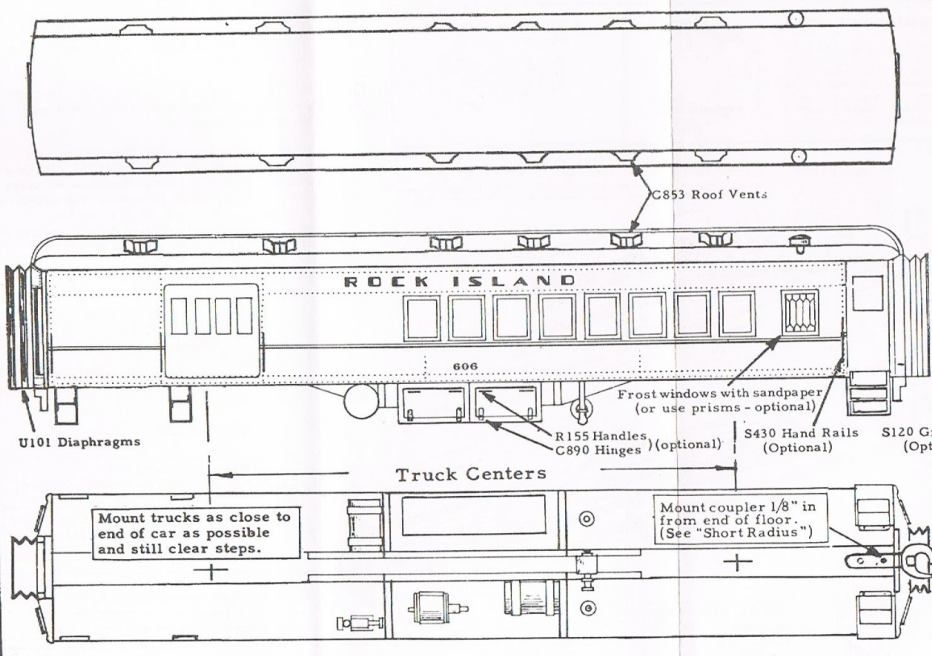 C853 Roof Vents
ROCK ISLAND
606
Frost windows with sandpaper
(or use prisms - optional)
U101 Diaphragms
R155 Handles
C890 Hinges
(optional)
S430 Hand Rails
(Optional)
S120
Truck Centers
Mount trucks as close to
end of car as possible
and still clear steps.
Mount coupler 1/8" in
from end of floor.
(See "Short Radius")